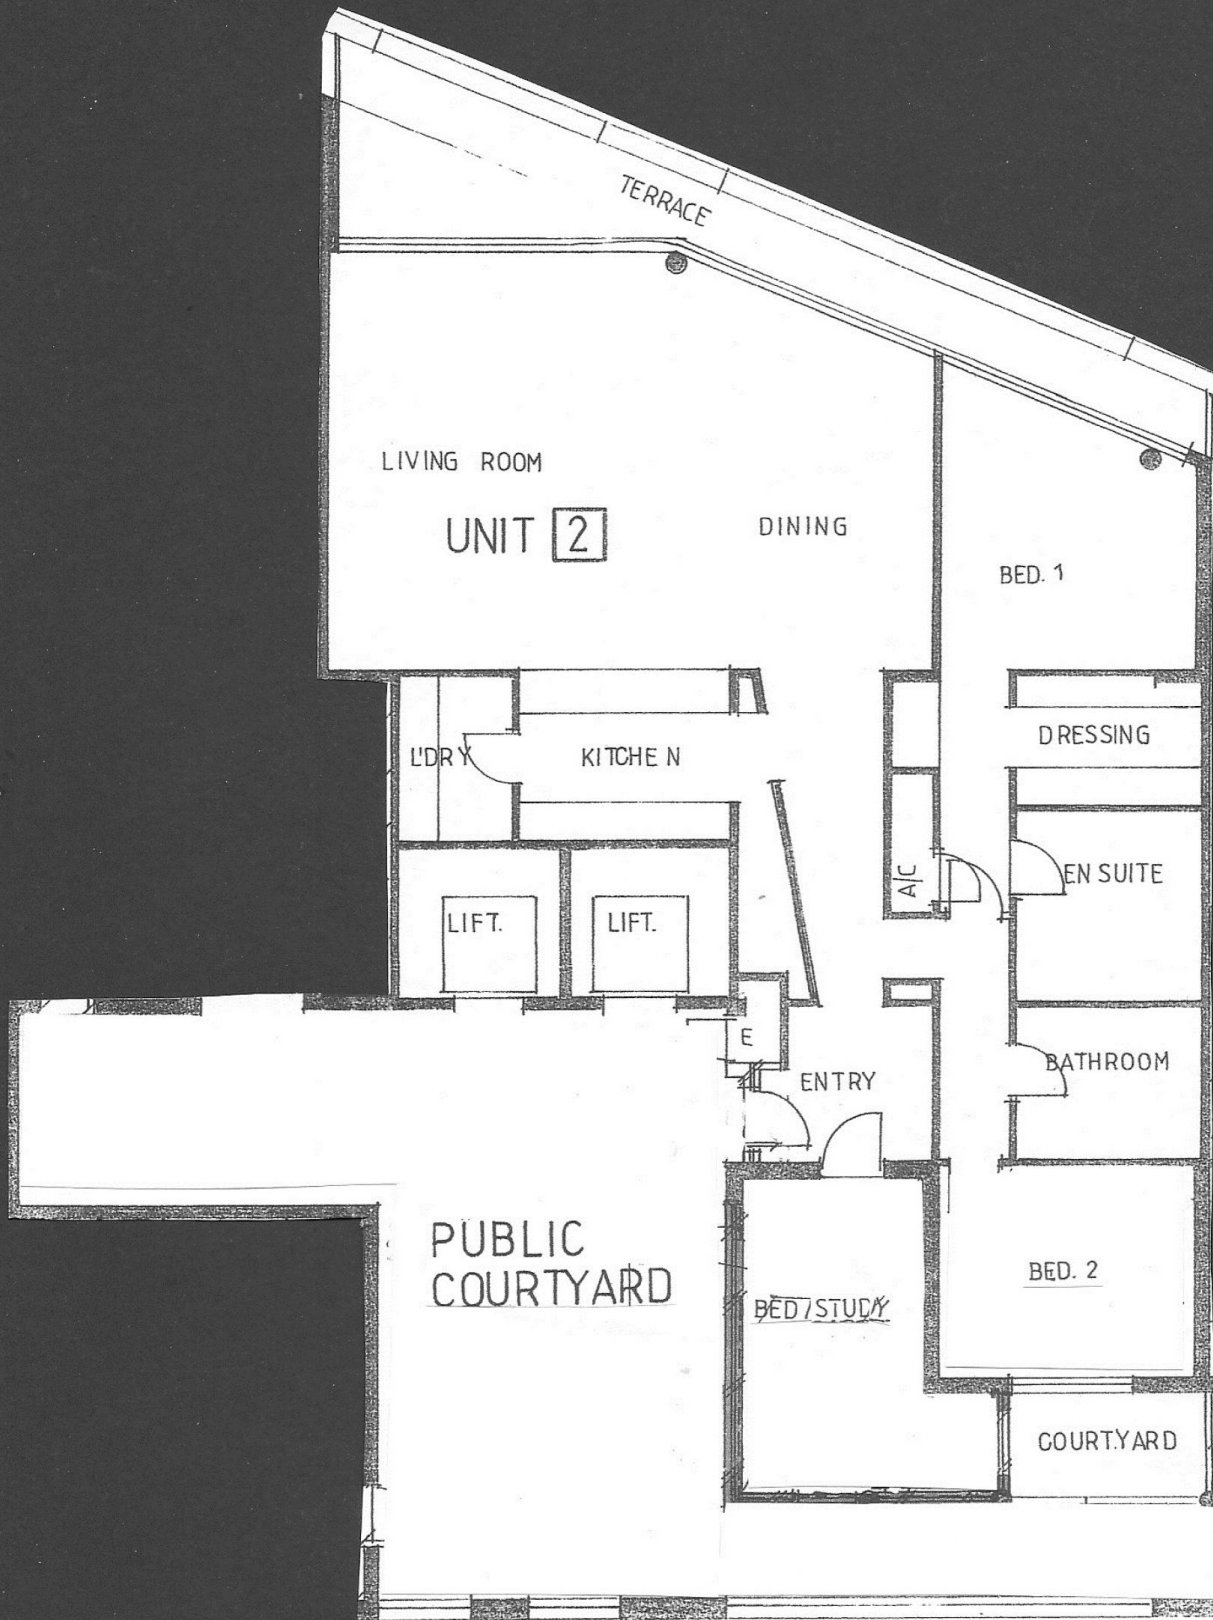 TERRACE
LIVING ROOM
UNIT 2
DINING
BED. 1
L'DRY
KITCHEN
DRESSING
A/C
EN SUITE
LIFT.
LIFT.
E
ENTRY
BATHROOM
PUBLIC
COURTYARD
BED/STUDY
BED. 2
COURTYARD